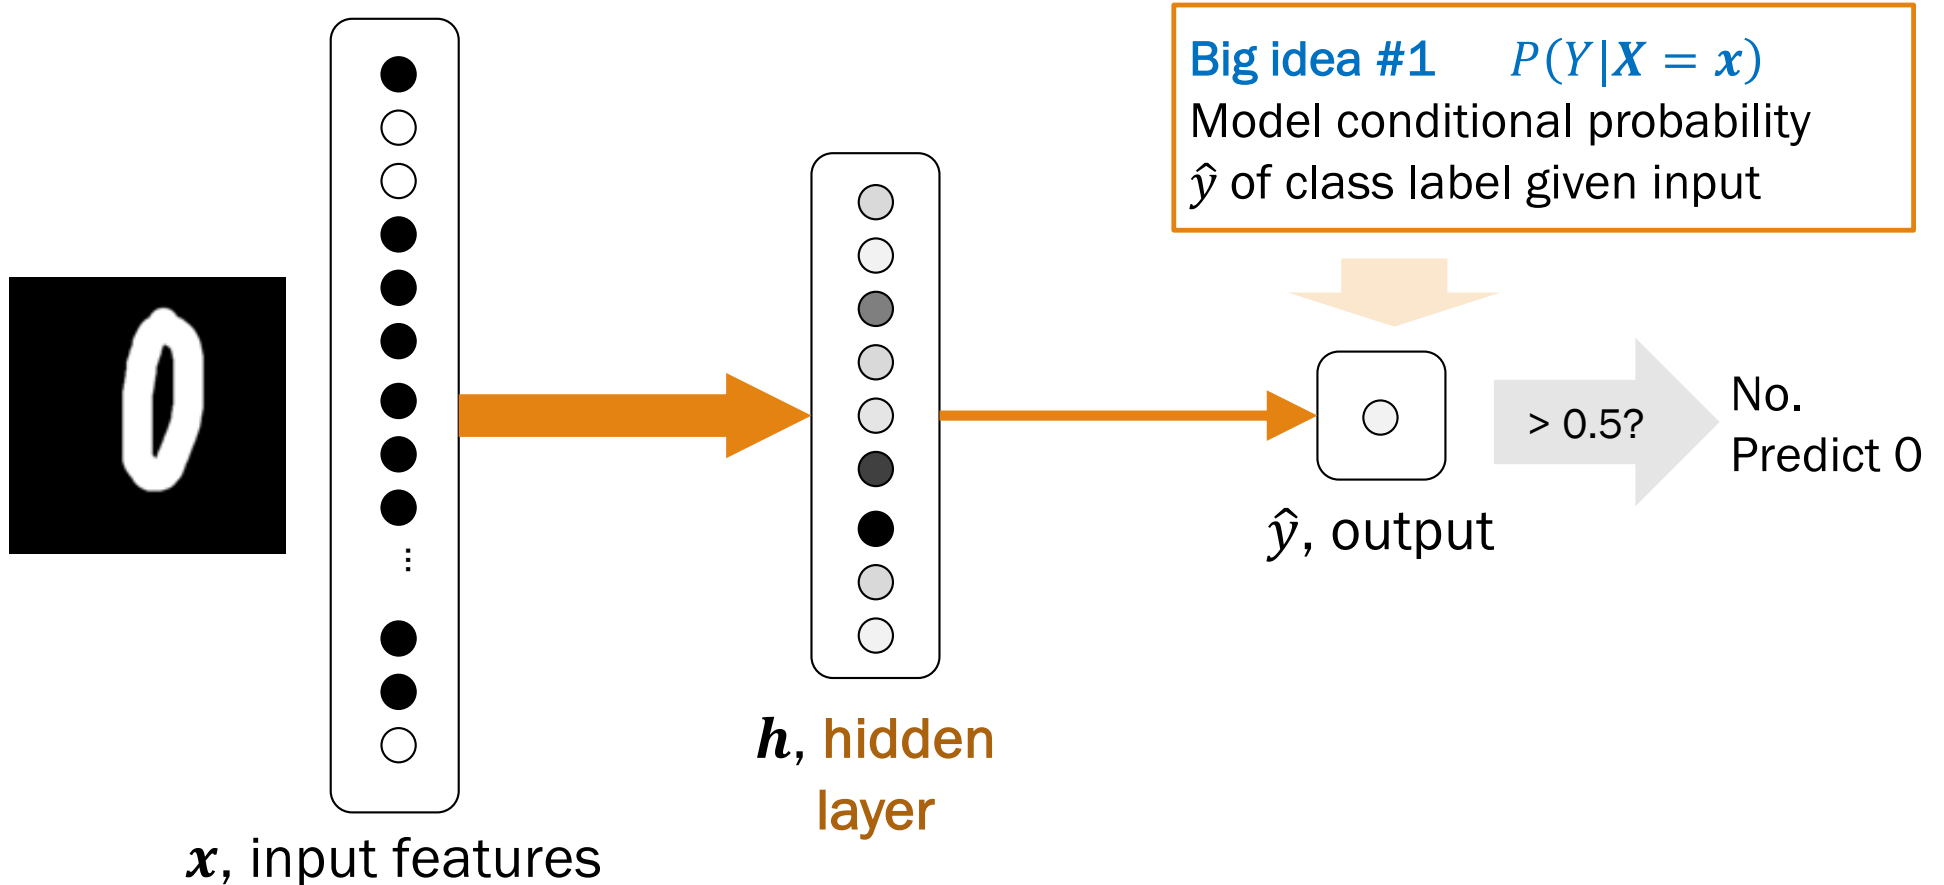 Big idea #1 P(Y|X = x)
Model conditional probability
ŷ of class label given input
> 0.5?
No.
Predict 0
ŷ, output
h, hidden
layer
...
x, input features